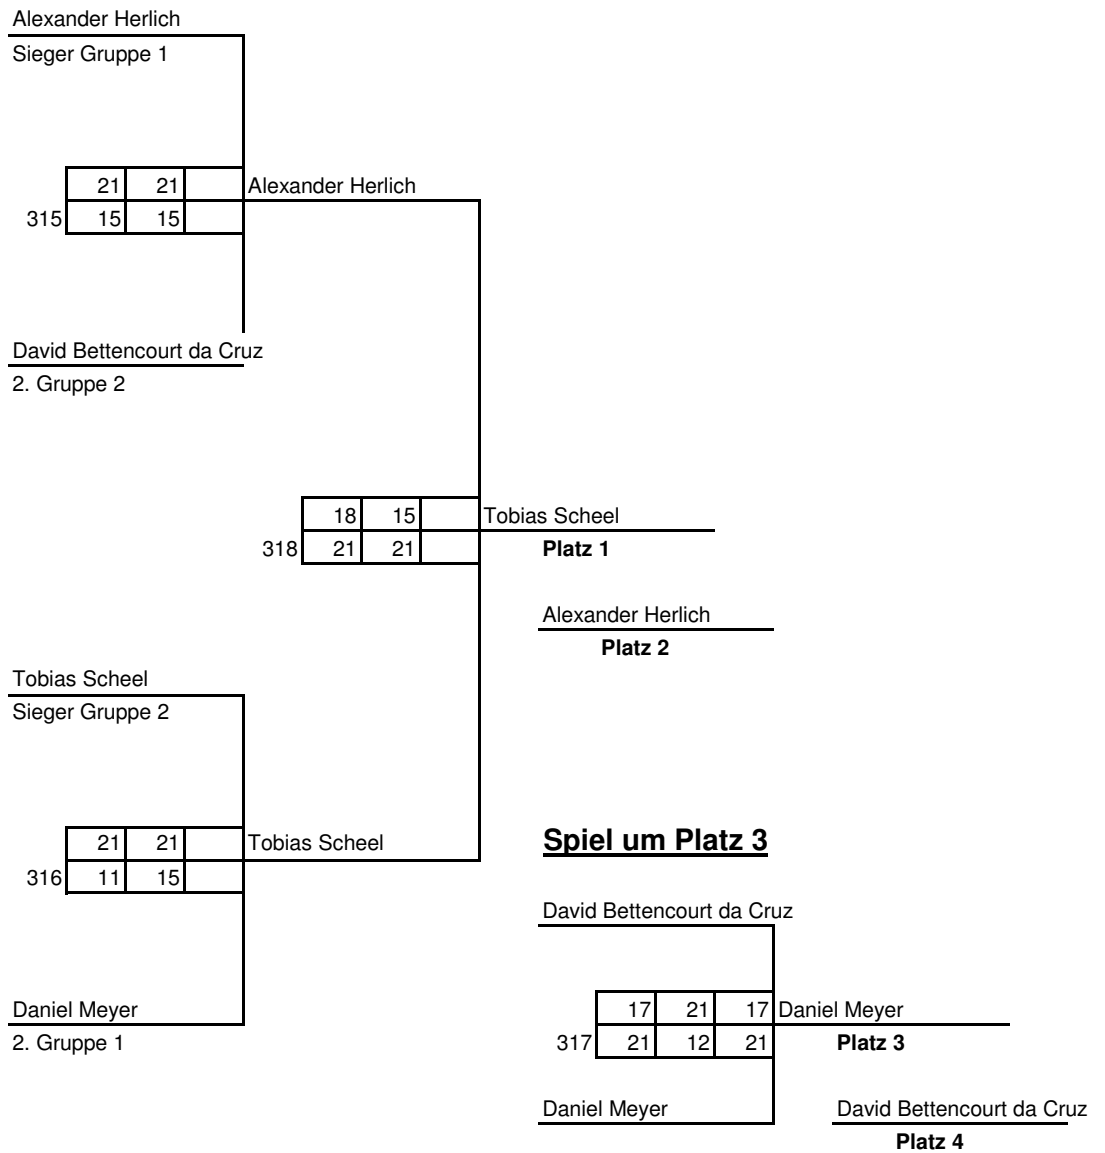 Alexander Herlich
Sieger Gruppe 1
21 21 Alexander Herlich
315 15 15
David Bettencourt da Cruz
2. Gruppe 2
18 15 Tobias Scheel
318 21 21 Platz 1
Alexander Herlich
Platz 2
Tobias Scheel
Sieger Gruppe 2
21 21 Tobias Scheel
316 11 15
Daniel Meyer
2. Gruppe 1
Spiel um Platz 3
David Bettencourt da Cruz
17 21 17 Daniel Meyer
317 21 12 21 Platz 3
Daniel Meyer
David Bettencourt da Cruz
Platz 4